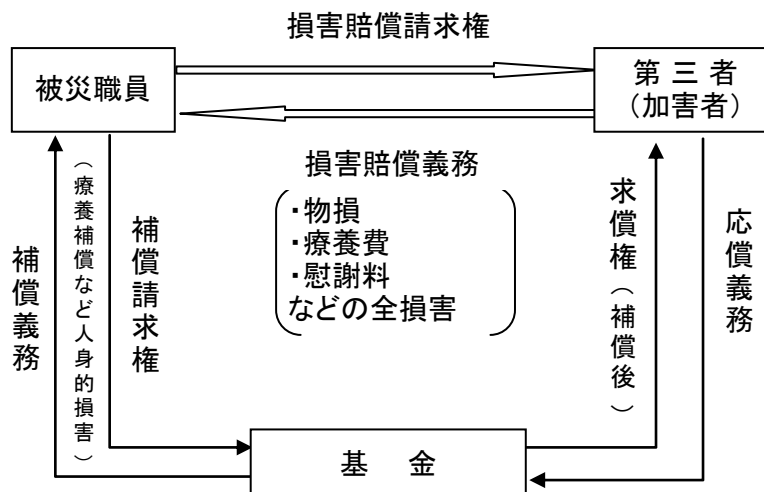 損害賠償請求権
被災職員
第三者
(加害者)
損害賠償義務
・物損
・療養費
・慰謝料
などの全損害
補償義務
(療養補償など人身的損害)
補償請求権
求償権(補償後)
応償義務
基 金